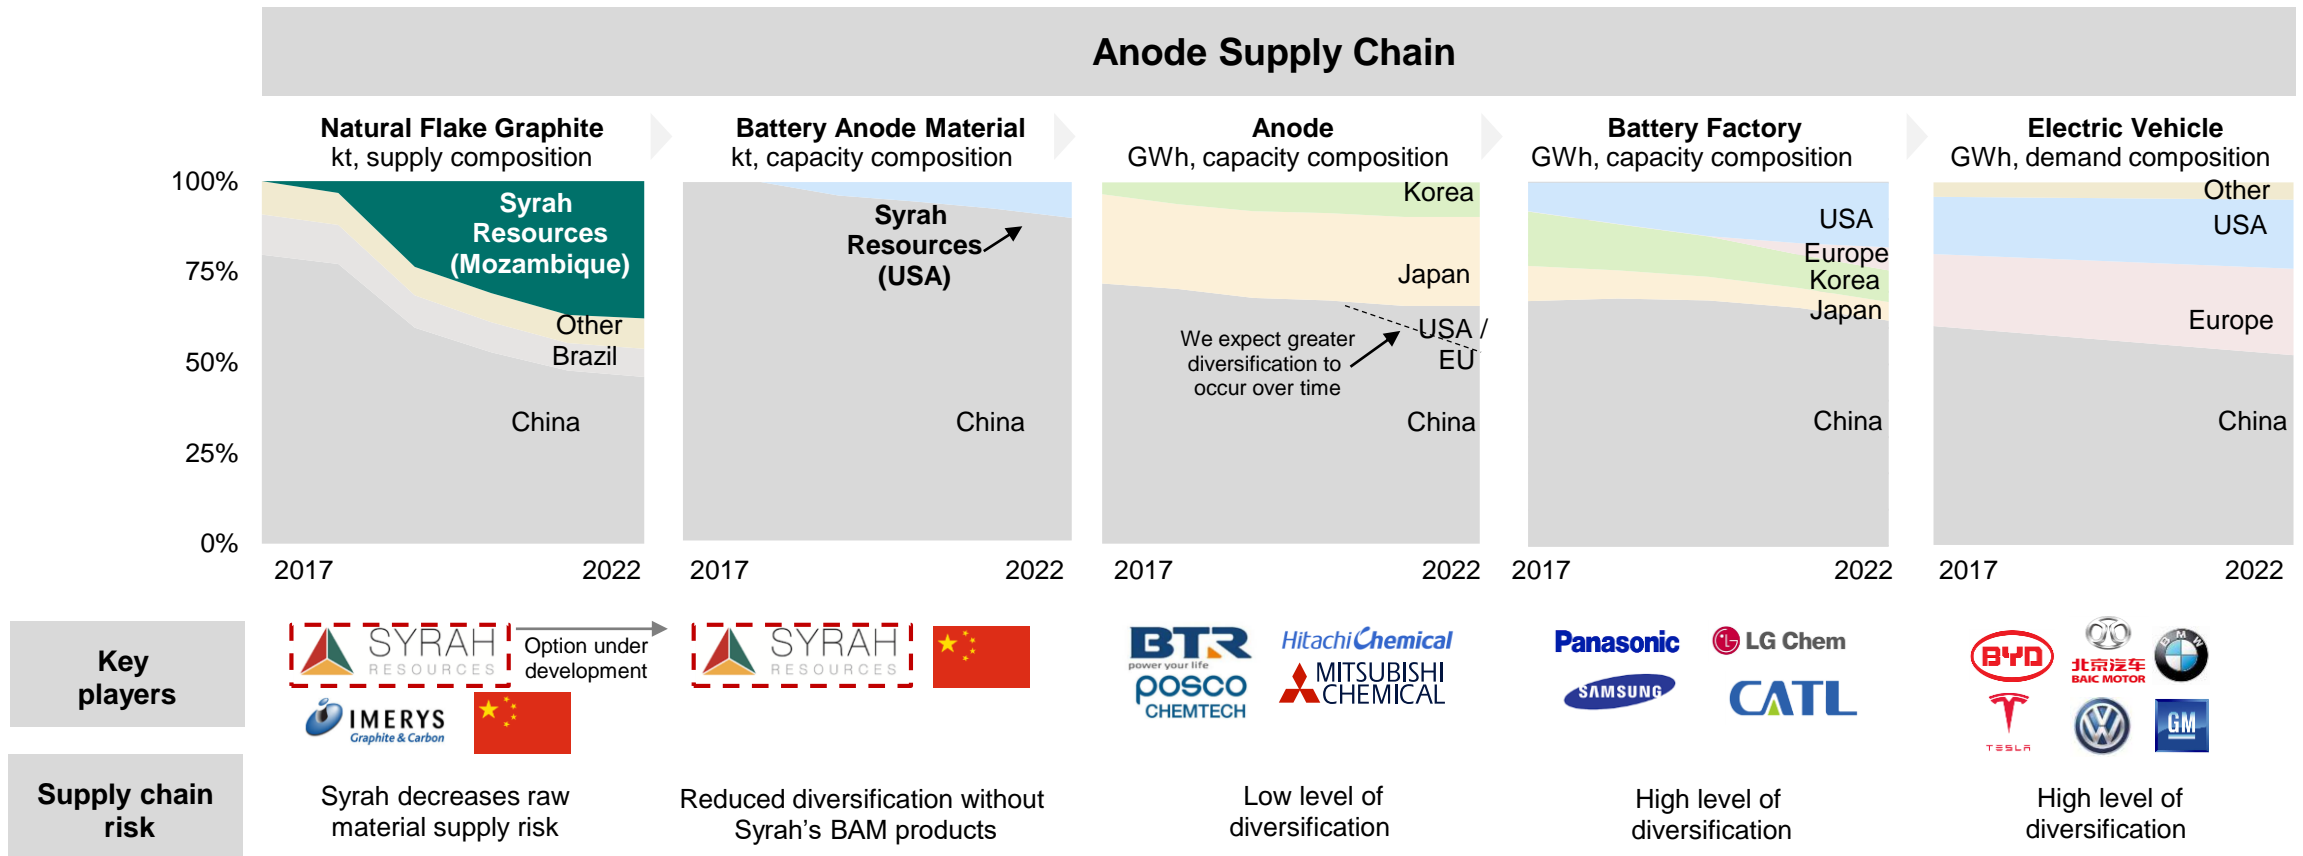 Anode Supply Chain
Natural Flake Graphite
kt, supply composition
Battery Anode Material
kt, capacity composition
Anode
GWh, capacity composition
Battery Factory
GWh, capacity composition
Electric Vehicle
GWh, demand composition
100%
75%
50%
25%
0%
Syrah
Resources
(Mozambique)
Other
Brazil
China
2017
2022
Syrah
Resources
(USA)
China
2017
2022
Korea
Japan
We expect greater
diversification to
occur over time
USA /
EU
China
2017
2022
USA
Europe
Korea
Japan
China
2017
2022
Other
USA
Europe
China
2017
2022
Key
players
SYRAH
RESOURCES
Option under
development
IMERYS
Graphite & Carbon
SYRAH
RESOURCES
BTR
power your life
Hitachi Chemical
posco
CHEMTECH
MITSUBISHI
CHEMICAL
Panasonic
LG Chem
SAMSUNG
CATL
BYD
北京汽车
BAIC MOTOR
BMW
TESLA
VW
GM
Supply chain
risk
Syrah decreases raw
material supply risk
Reduced diversification without
Syrah's BAM products
Low level of
diversification
High level of
diversification
High level of
diversification